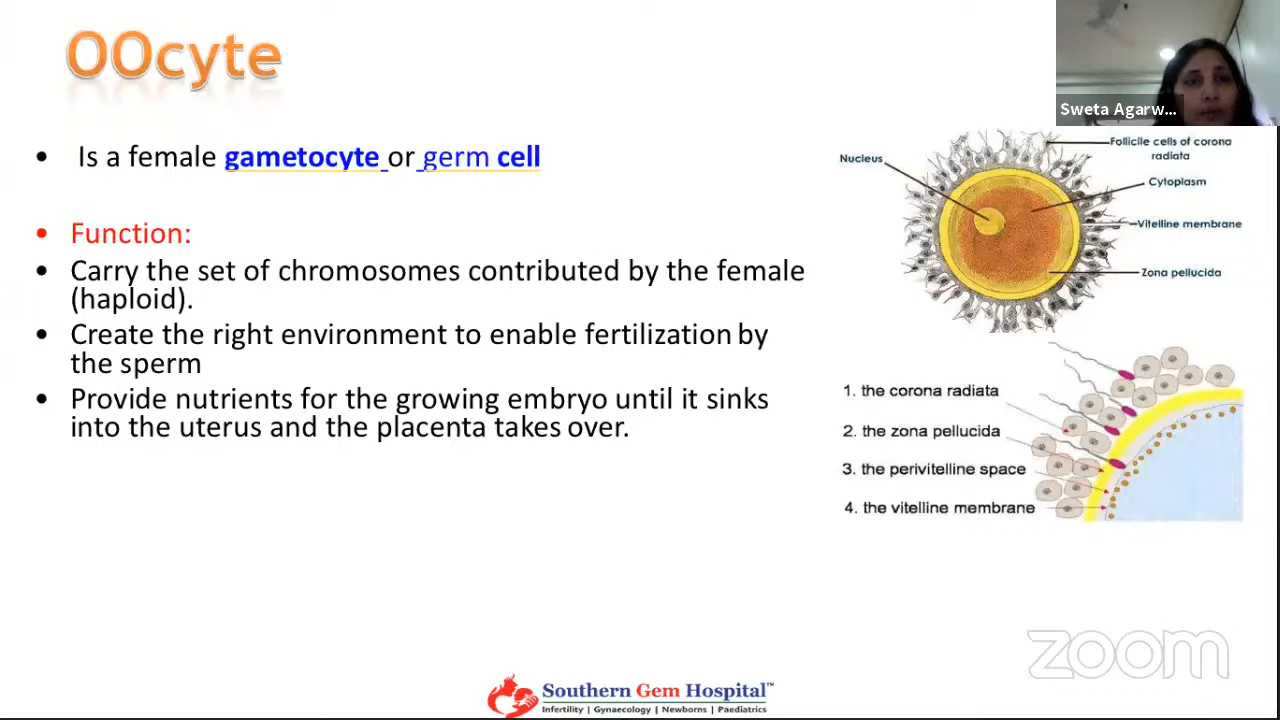 OOcyte
Sweta Agarw...
• Is a female gametocyte or germ cell
• Function:
• Carry the set of chromosomes contributed by the female
(haploid).
• Create the right environment to enable fertilization by
the sperm
• Provide nutrients for the growing embryo until it sinks
into the uterus and the placenta takes over.
Nucleus
Follicile cells of corona
radiata
Cytoplasm
Vitelline membrane
Zona pellucida
1. the corona radiata
2. the zona pellucida
3. the perivitelline space
4. the vitelline membrane
zoom
Southern Gem Hospital™
Infertility | Gynaecology | Newborns | Paediatrics